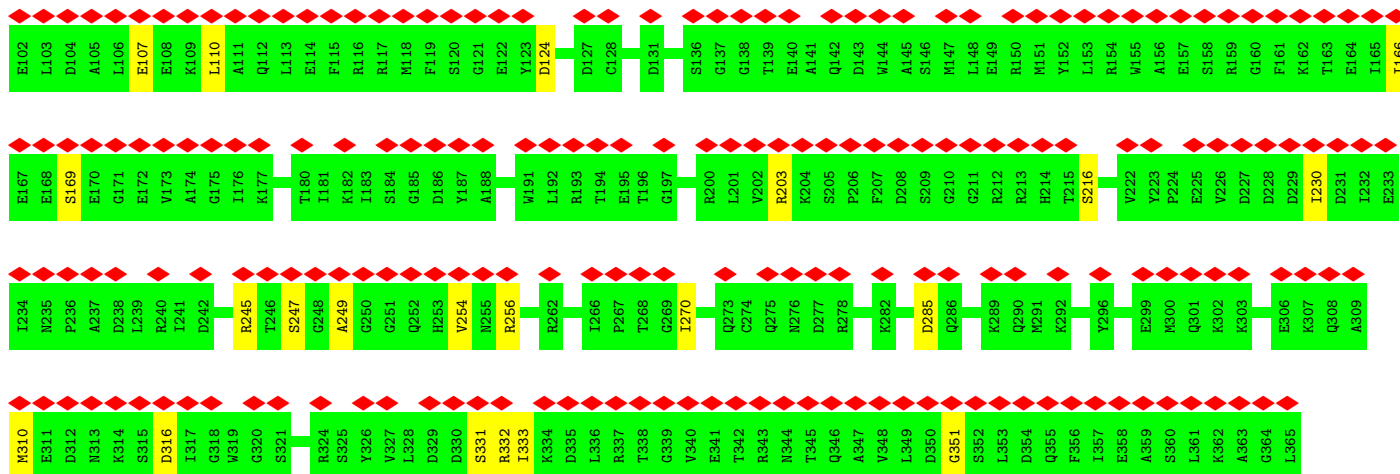 E102 L103 D104 A105 L106 E107 E108 K109 L110 A111 Q112 L113 E114 F115 R116 R117 M118 F119 S120 G121 E122 Y123 D124 D127 C128 D131 S136 G137 G138 T139 E140 A141 Q142 D143 W144 A145 S146 M147 L148 E149 R150 M151 Y152 L153 R154 W155 A156 E157 S158 R159 G160 F161 K162 T163 E164 I165 I166
E167 E168 S169 E170 G171 E172 V173 A174 G175 I176 K177 T180 I181 K182 I183 S184 G185 D186 Y187 A188 W191 L192 R193 T194 E195 T196 G197 R200 L201 V202 R203 K204 S205 P206 F207 D208 S209 G210 G211 R212 R213 H214 T215 S216 V222 Y223 P224 E225 V226 D227 D228 D229 I230 D231 I232 E233
I234 N235 P236 A237 D238 L239 R240 I241 D242 R245 T246 S247 G248 A249 G250 G251 Q252 H253 V254 N255 R256 R262 I266 P267 T268 G269 I270 Q273 C274 Q275 N276 D277 R278 K282 D285 Q286 K289 Q290 M291 K292 Y296 E299 M300 Q301 K302 K303 E306 K307 Q308 A309
M310 E311 D312 N313 K314 S315 D316 I317 G318 W319 G320 S321 R324 S325 Y326 V327 L328 D329 D330 S331 R332 I333 K334 D335 L336 R337 T338 G339 V340 E341 T342 R343 N344 T345 Q346 A347 V348 L349 D350 G351 S352 L353 D354 Q355 F356 I357 E358 A359 S360 L361 K362 A363 G364 L365